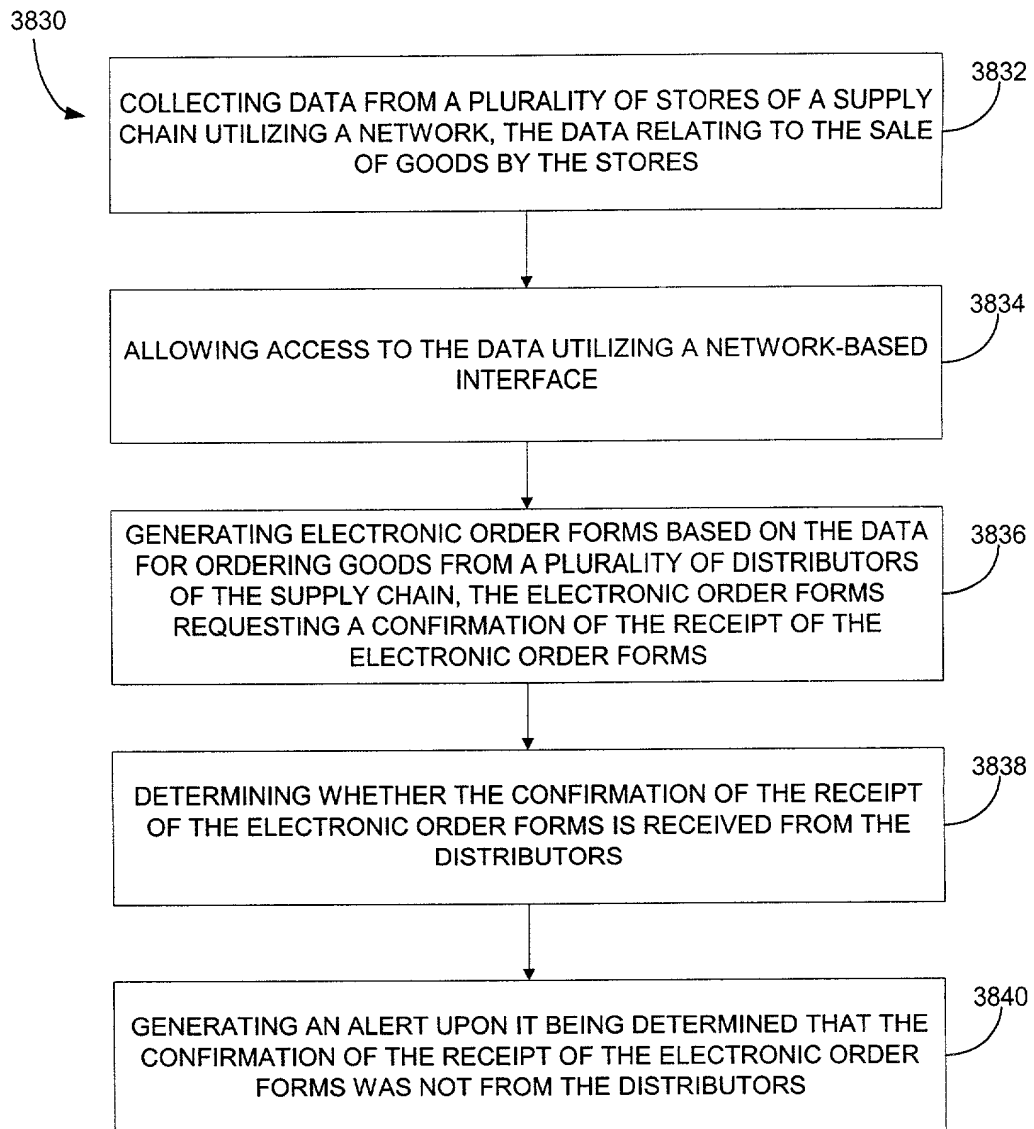 3830
3832
COLLECTING DATA FROM A PLURALITY OF STORES OF A SUPPLY
CHAIN UTILIZING A NETWORK, THE DATA RELATING TO THE SALE
OF GOODS BY THE STORES
3834
ALLOWING ACCESS TO THE DATA UTILIZING A NETWORK-BASED
INTERFACE
3836
GENERATING ELECTRONIC ORDER FORMS BASED ON THE DATA
FOR ORDERING GOODS FROM A PLURALITY OF DISTRIBUTORS
OF THE SUPPLY CHAIN, THE ELECTRONIC ORDER FORMS
REQUESTING A CONFIRMATION OF THE RECEIPT OF THE
ELECTRONIC ORDER FORMS
3838
DETERMINING WHETHER THE CONFIRMATION OF THE RECEIPT
OF THE ELECTRONIC ORDER FORMS IS RECEIVED FROM THE
DISTRIBUTORS
3840
GENERATING AN ALERT UPON IT BEING DETERMINED THAT THE
CONFIRMATION OF THE RECEIPT OF THE ELECTRONIC ORDER
FORMS WAS NOT FROM THE DISTRIBUTORS